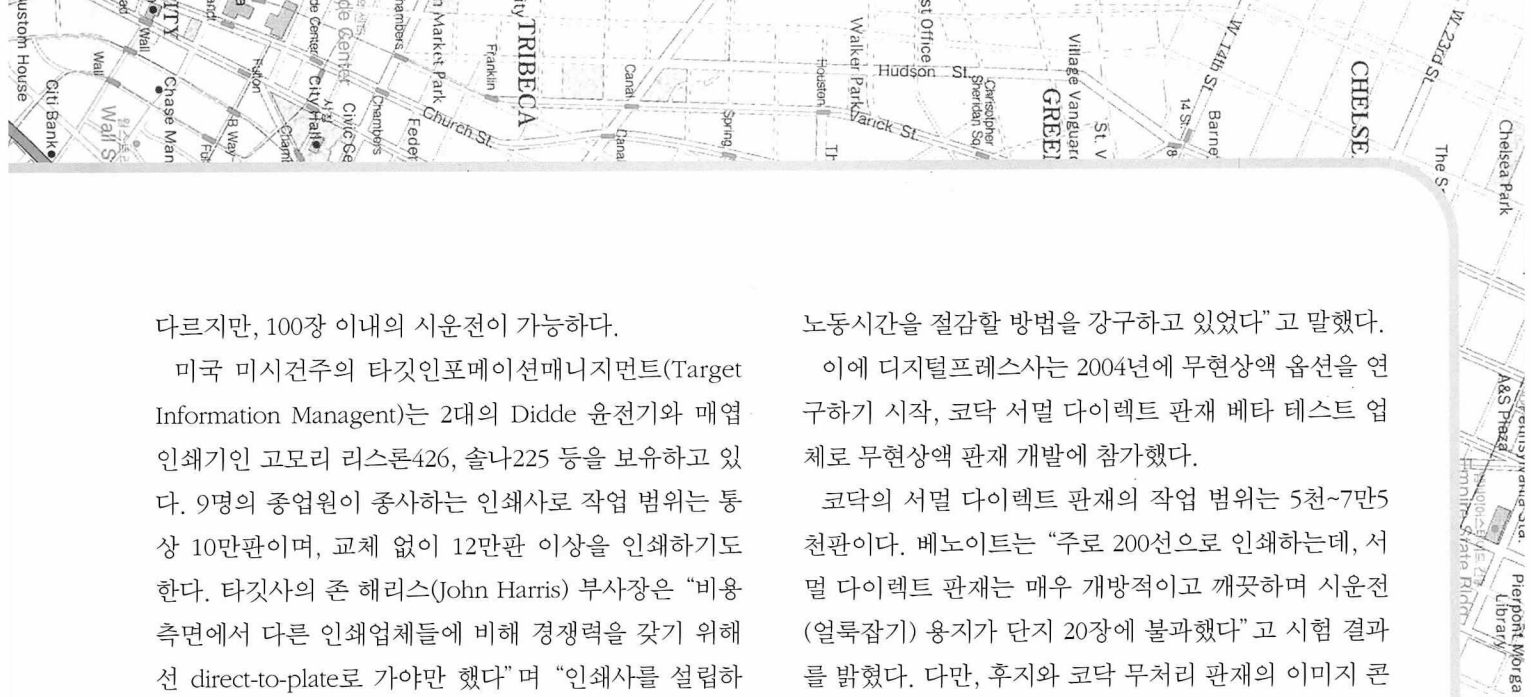 ustom House
Citi Bank
Wall
Wall
CITY
Chase Man
Fulton
B Way
City Hall
시청
Civic Ce
Chambers
Chambers
Feder
n Market Park
Church St.
Franklin
TRIBECA
Canal
Canal
Spring
Houston
Walker Park
Varick St.
Hudson St.
st Office
Christopher
Sheridan Sq.
Village Vanguard
GREE
St. V
14 St.
W. 14th St.
Barne
CHELSE
W. 23rd St.
The S
Chelsea Park
A&S Plaza
Pierpont Morga
Library
다르지만, 100장 이내의 시운전이 가능하다.
미국 미시건주의 타깃인포메이션매니지먼트(Target
Information Managent)는 2대의 Didde 윤전기와 매엽
인쇄기인 고모리 리스론426, 솔나225 등을 보유하고 있
다. 9명의 종업원이 종사하는 인쇄사로 작업 범위는 통
상 10만판이며, 교체 없이 12만판 이상을 인쇄하기도
한다. 타깃사의 존 해리스(John Harris) 부사장은 “비용
측면에서 다른 인쇄업체들에 비해 경쟁력을 갖기 위해
선 direct-to-plate로 가야만 했다”며 “인쇄사를 설립하
노동시간을 절감할 방법을 강구하고 있었다”고 말했다.
이에 디지털프레스사는 2004년에 무현상액 옵션을 연
구하기 시작, 코닥 서멀 다이렉트 판재 베타 테스트 업
체로 무현상액 판재 개발에 참가했다.
코닥의 서멀 다이렉트 판재의 작업 범위는 5천~7만5
천판이다. 베노이트는 “주로 200선으로 인쇄하는데, 서
멀 다이렉트 판재는 매우 개방적이고 깨끗하며 시운전
(얼룩잡기) 용지가 단지 20장에 불과했다”고 시험 결과
를 밝혔다. 다만, 후지와 코닥 무처리 판재의 이미지 콘